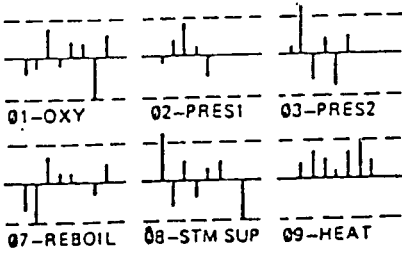 01-OXY 02-PRES1 03-PRES2
07-REBOIL 08-STM SUP 09-HEAT